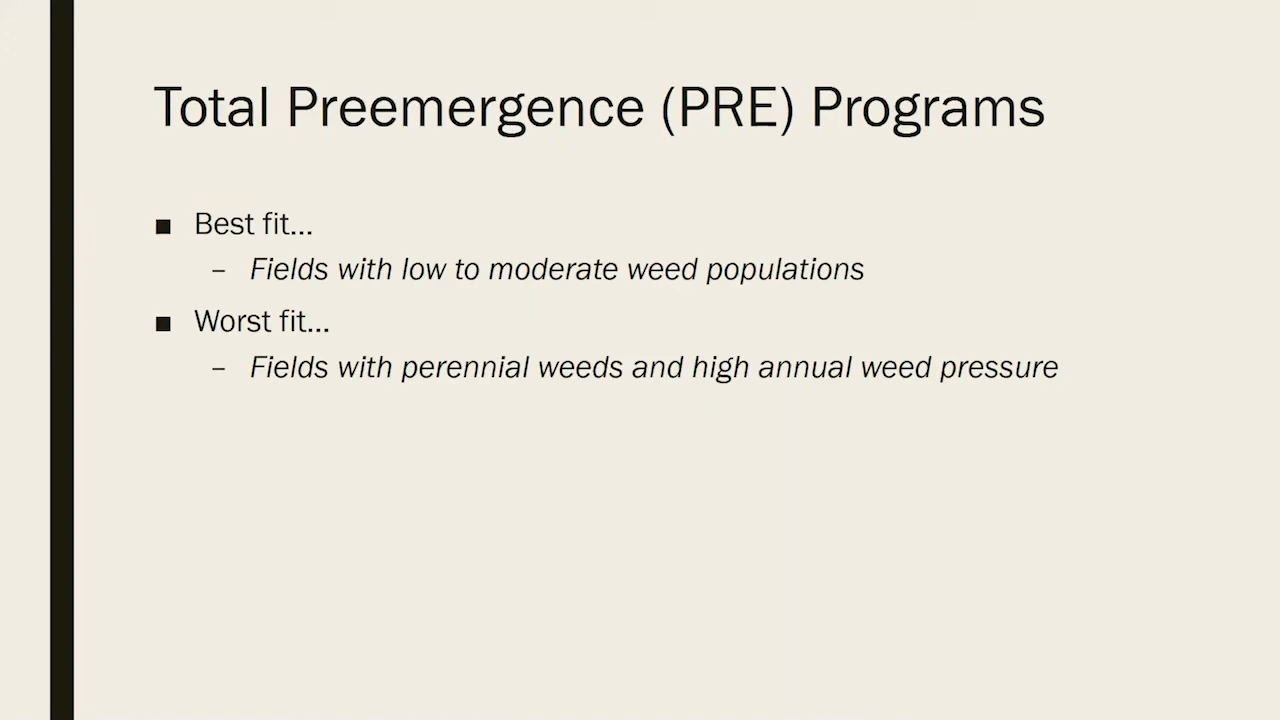 Total Preemergence (PRE) Programs
■ Best fit...
– Fields with low to moderate weed populations
■ Worst fit...
– Fields with perennial weeds and high annual weed pressure